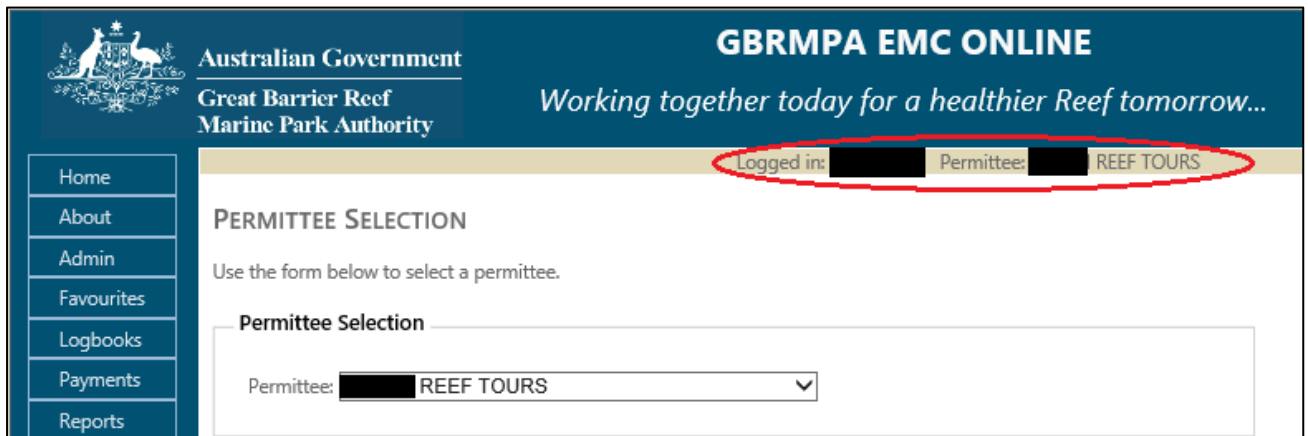 Australian Government
Great Barrier Reef
Marine Park Authority
GBRMPA EMC ONLINE
Working together today for a healthier Reef tomorrow...
Logged in: Permittee: REEF TOURS
Home
About
Admin
Favourites
Logbooks
Payments
Reports
PERMITTEE SELECTION
Use the form below to select a permittee.
Permittee Selection
Permittee: REEF TOURS